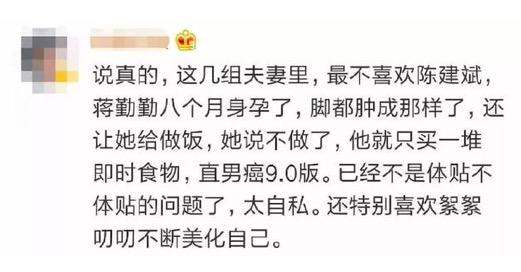 说真的，这几组夫妻里，最不喜欢陈建斌，
蒋勤勤八个月身孕了，脚都肿成那样了，还
让她给做饭，她说不做了，他就只买一堆
即时食物，直男癌9.0版。已经不是体贴不
体贴的问题了，太自私。还特别喜欢絮絮
叨叨不断美化自己。